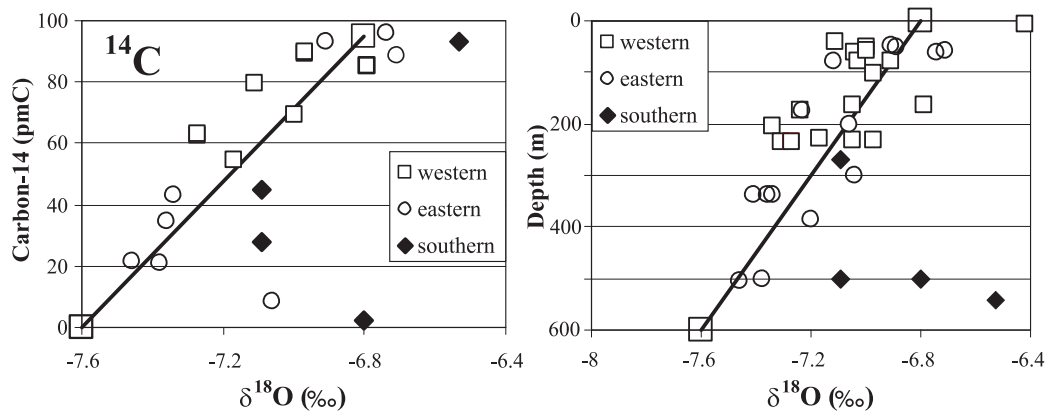 100
80
60
40
20
0
Carbon-14 (pmC)
¹⁴C
western
eastern
southern
-7.6
-7.2
-6.8
-6.4
δ¹⁸O (‰)
0
200
400
600
Depth (m)
western
eastern
southern
-8
-7.6
-7.2
-6.8
-6.4
δ¹⁸O (‰)